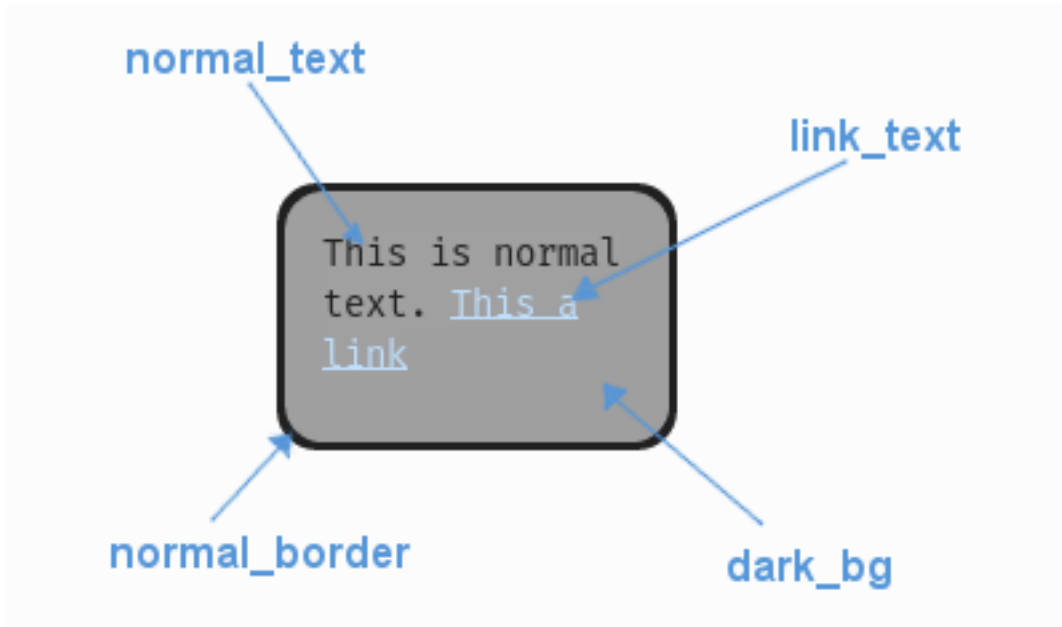 normal_text
link_text
This is normal
text. This a
link
normal_border
dark_bg